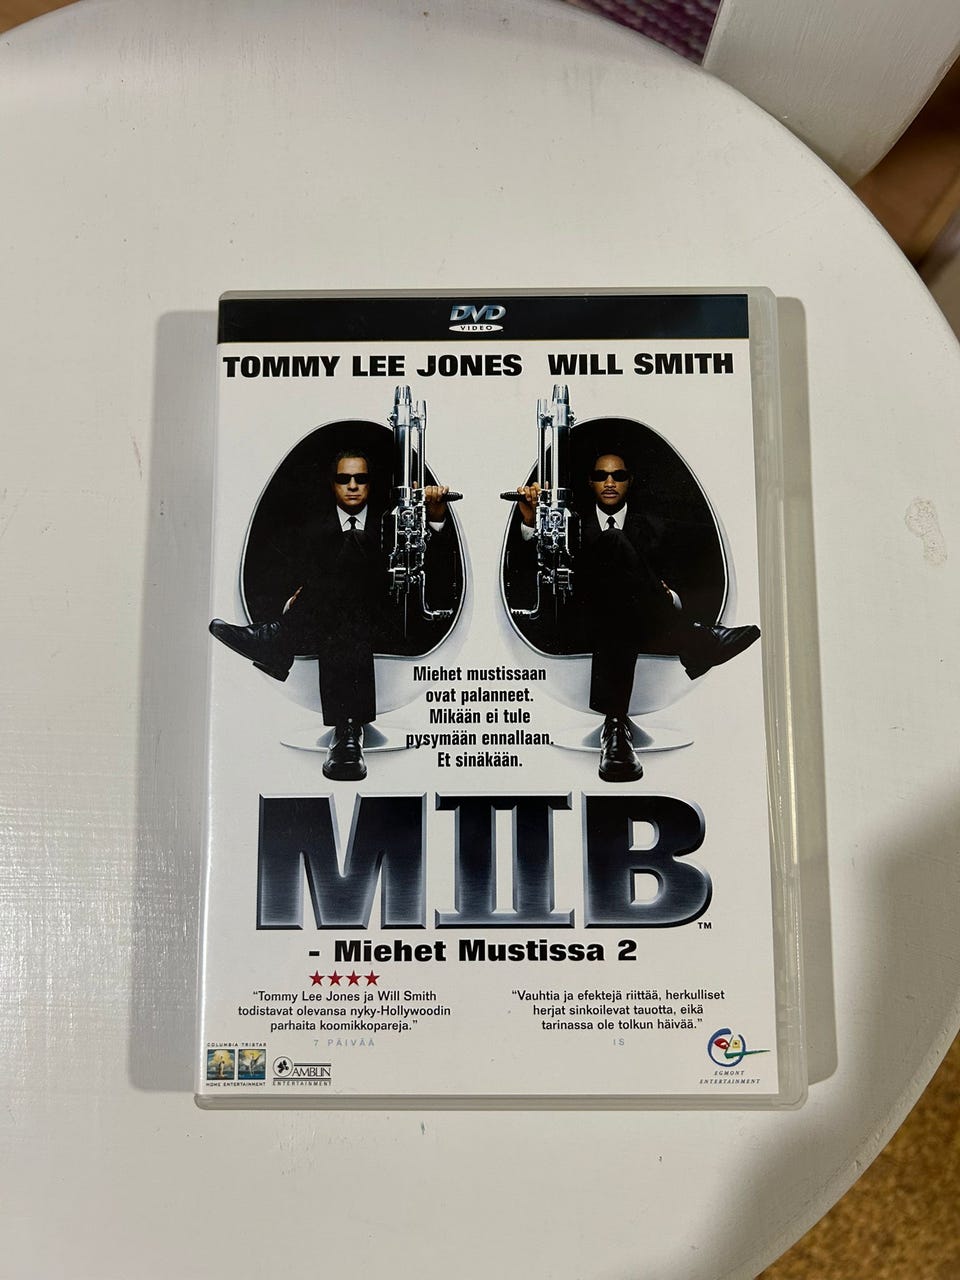 DVD
VIDEO
TOMMY LEE JONES WILL SMITH
Miehet mustissaan
ovat palanneet.
Mikään ei tule
pysymään ennallaan.
Et sinäkään.
MIIB™
- Miehet Mustissa 2
★★★★
“Tommy Lee Jones ja Will Smith
todistavat olevansa nyky-Hollywoodin
parhaita koomikkopareja.”
7 PÄIVÄÄ
“Vauhtia ja efektejä riittää, herkulliset
herjat sinkoilevat tauotta, eikä
tarinassa ole tolkun häivää.”
IS
COLUMBIA TRISTAR
HOME ENTERTAINMENT
AMBLIN
ENTERTAINMENT
EGMONT
ENTERTAINMENT